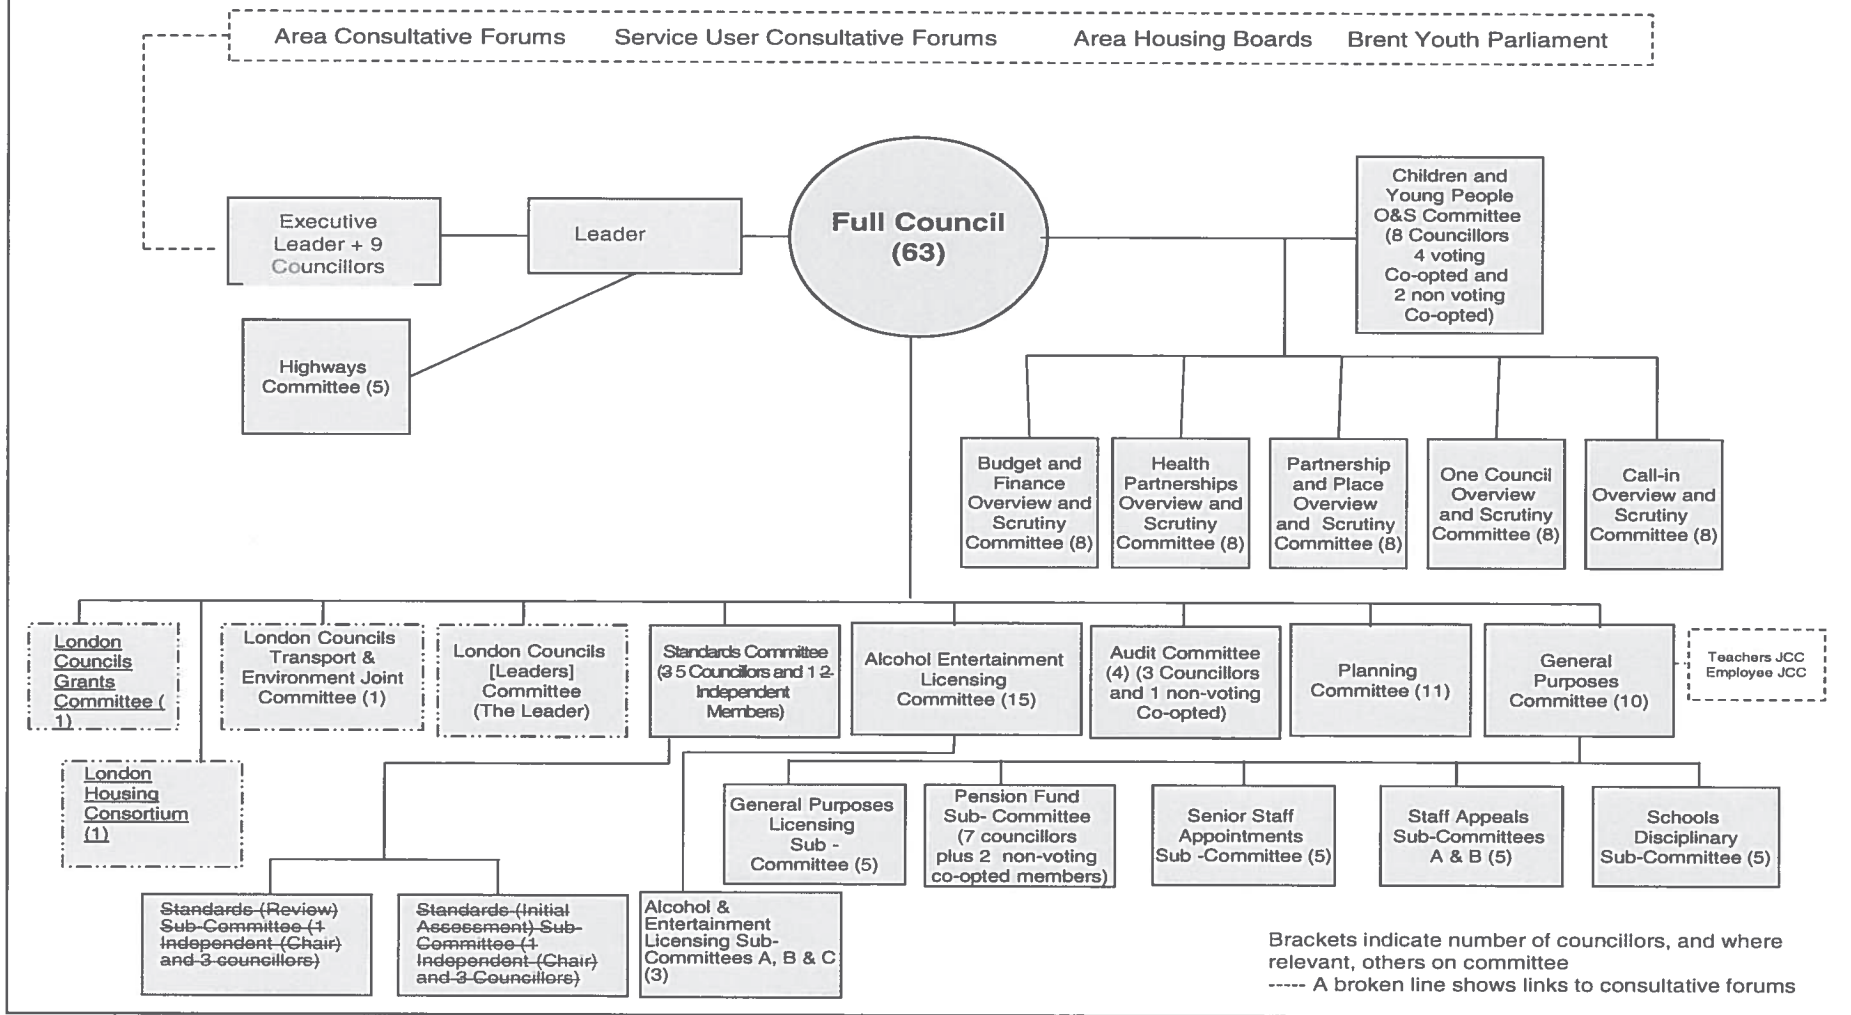 Area Consultative Forums Service User Consultative Forums Area Housing Boards Brent Youth Parliament
Executive
Leader + 9
Councillors
Leader
Full Council
(63)
Children and
Young People
O&S Committee
(8 Councillors
4 voting
Co-opted and
2 non voting
Co-opted)
Highways
Committee (5)
Budget and
Finance
Overview and
Scrutiny
Committee (8)
Health
Partnerships
Overview and
Scrutiny
Committee (8)
Partnership
and Place
Overview
and Scrutiny
Committee (8)
One Council
Overview
and Scrutiny
Committee (8)
Call-in
Overview and
Scrutiny
Committee (8)
London
Councils
Grants
Committee (
1)
London Councils
Transport &
Environment Joint
Committee (1)
London Councils
[Leaders]
Committee
(The Leader)
Standards Committee
(3 5 Councillors and 1 2-
Independent
Members)
Alcohol Entertainment
Licensing
Committee (15)
Audit Committee
(4) (3 Councillors
and 1 non-voting
Co-opted)
Planning
Committee (11)
General
Purposes
Committee (10)
Teachers JCC
Employee JCC
London
Housing
Consortium
(1)
General Purposes
Licensing
Sub -
Committee (5)
Pension Fund
Sub- Committee
(7 councillors
plus 2 non-voting
co-opted members)
Senior Staff
Appointments
Sub -Committee (5)
Staff Appeals
Sub-Committees
A & B (5)
Schools
Disciplinary
Sub-Committee (5)
Standards (Review)
Sub-Committee (1
Independent (Chair)
and 3 councillors)
Standards (Initial
Assessment) Sub-
Committee (1
Independent (Chair)
and 3 Councillors)
Alcohol &
Entertainment
Licensing Sub-
Committees A, B & C
(3)
Brackets indicate number of councillors, and where
relevant, others on committee
----- A broken line shows links to consultative forums